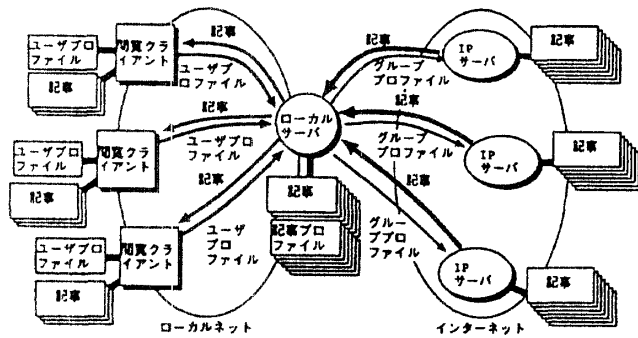 ユーザプロ
ファイル
記事
閲覧クラ
イアント
記事
ユーザプ
ロファイル
ユーザプロ
ファイル
記事
閲覧クラ
イアント
記事
ユーザプ
ロファイル
ユーザプロ
ファイル
記事
閲覧クラ
イアント
記事
ユーザ
プロ
ファイル
ローカル
サーバ
記事
記事プロ
ファイル
記事
グループ
プロファイル
IP
サーバ
記事
記事
グループ
プロファイル
IP
サーバ
記事
記事
グルー
ププロ
ファイル
IP
サーバ
記事
ローカルネット
インターネット